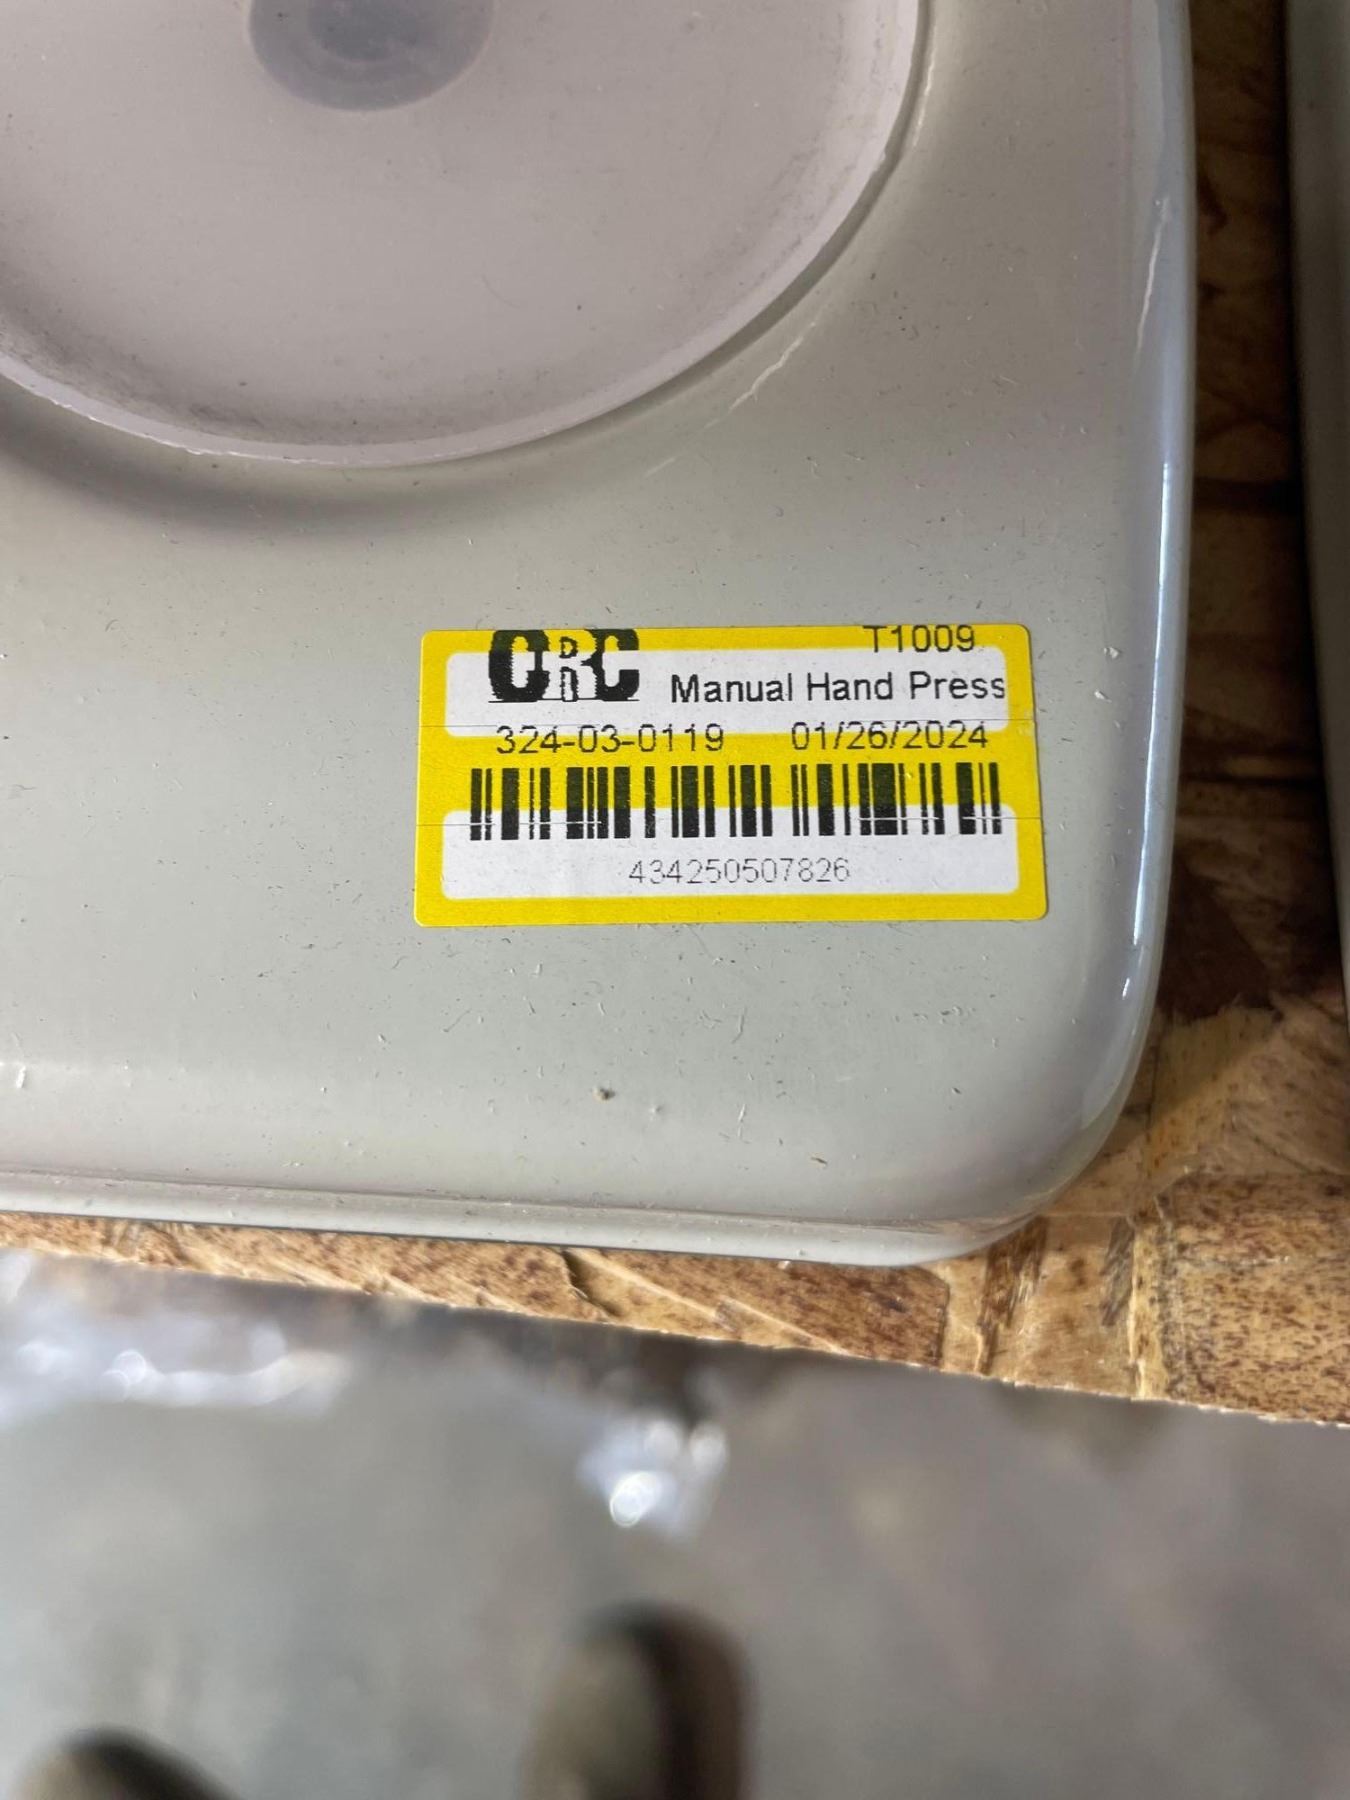 CRC T1009
Manual Hand Press
324-03-0119 01/26/2024
434250507826